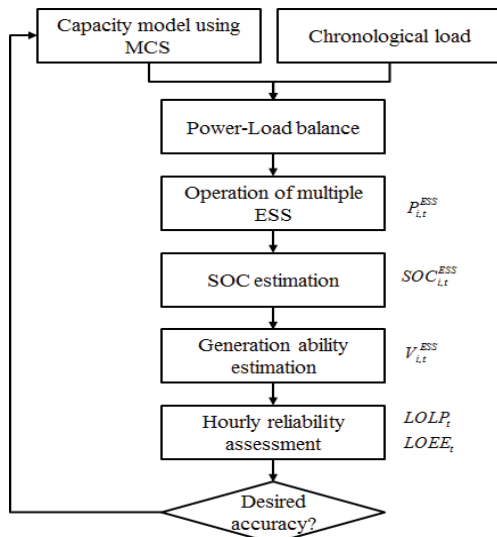 Capacity model using
MCS
Chronological load
Power-Load balance
Operation of multiple
ESS
P_{i,t}^{ESS}
SOC estimation
SOC_{i,t}^{ESS}
Generation ability
estimation
V_{i,t}^{ESS}
Hourly reliability
assessment
LOLP_t
LOEE_t
Desired
accuracy?